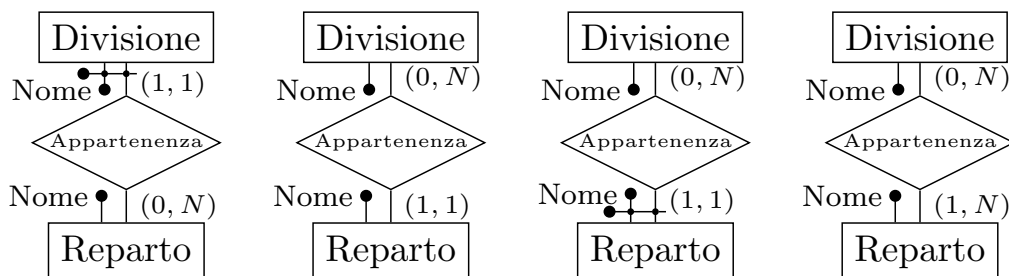 Divisione
Nome (1, 1)
Appartenenza
Nome (0, N)
Reparto
Divisione
Nome (0, N)
Appartenenza
Nome (1, 1)
Reparto
Divisione
Nome (0, N)
Appartenenza
Nome (1, 1)
Reparto
Divisione
Nome (0, N)
Appartenenza
Nome (1, N)
Reparto